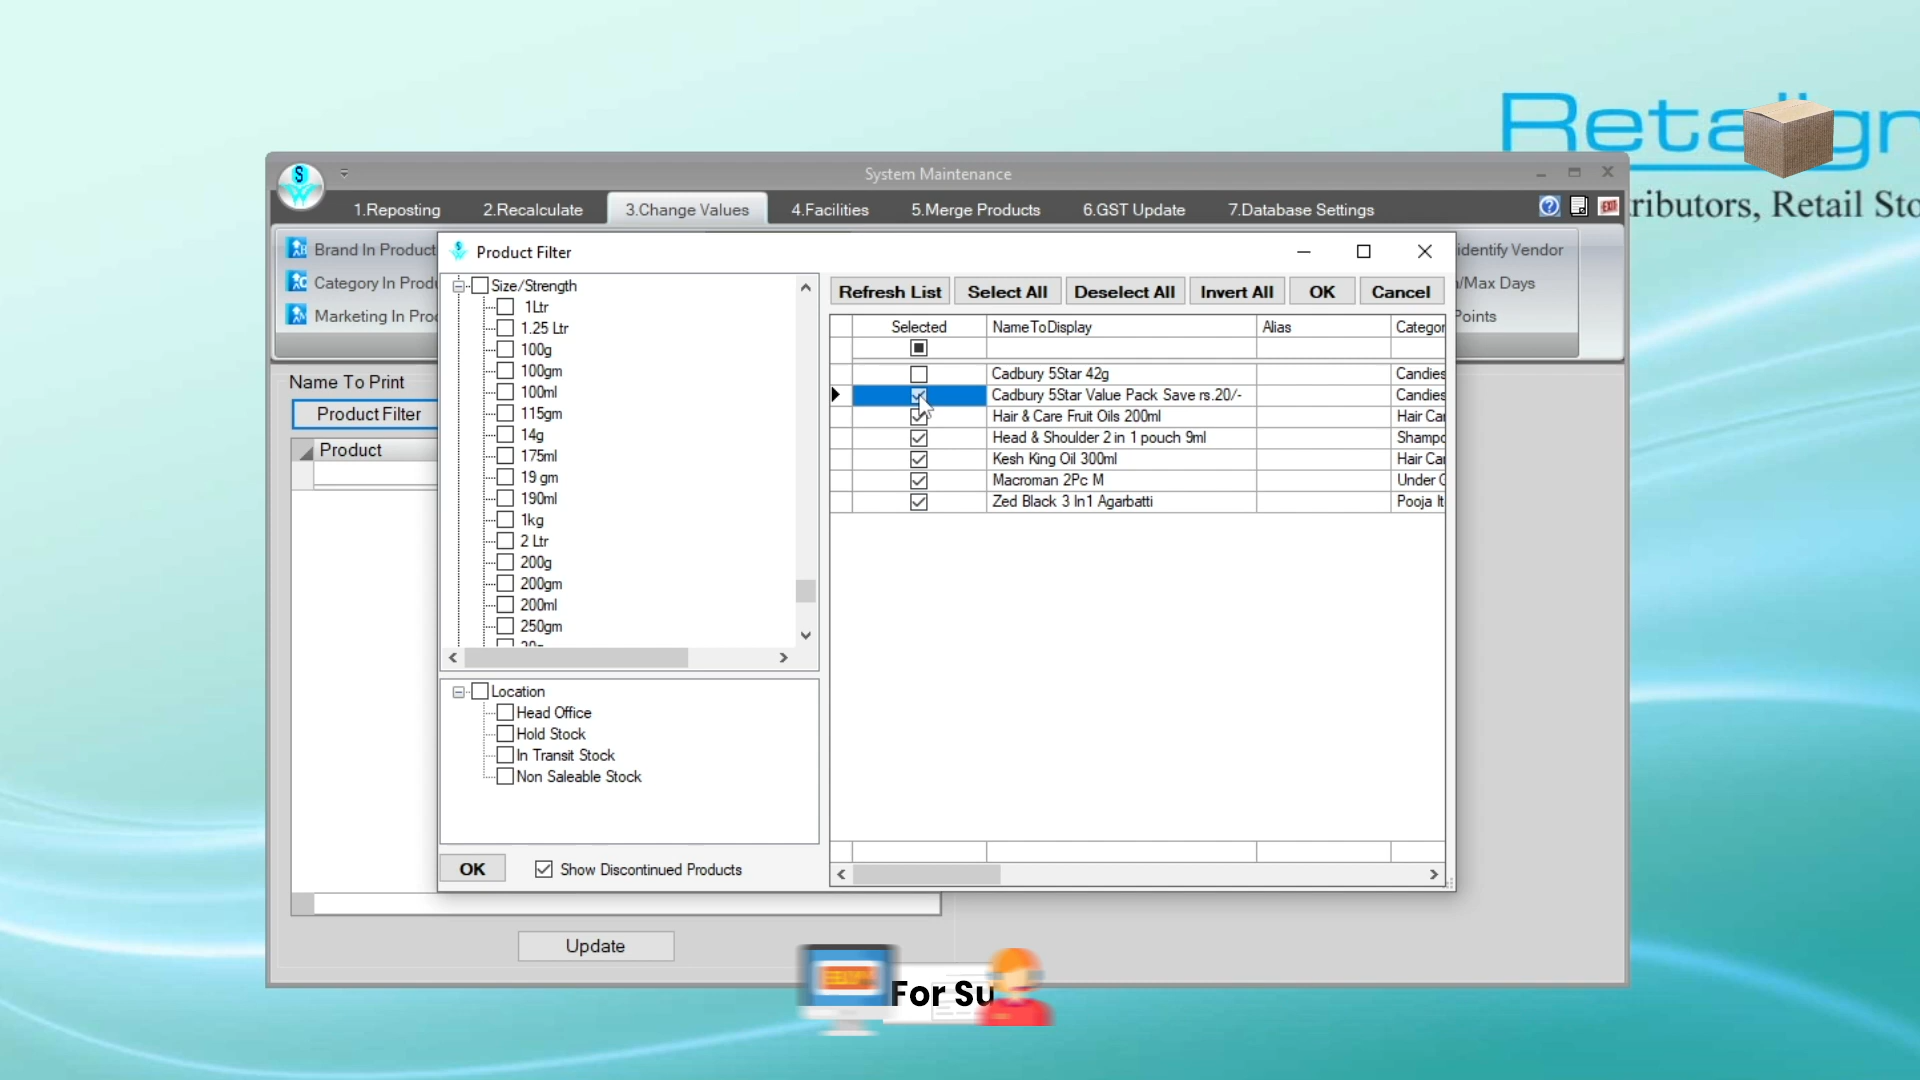 Reta gn
ributors, Retail Sto
System Maintenance
1.Reposting
2.Recalculate
3.Change Values
4.Facilities
5.Merge Products
6.GST Update
7.Database Settings
EXIT
Brand In Product
Category In Produ
Marketing In Pro
identify Vendor
/Max Days
Points
Name To Print
Product Filter
Product
Update
Product Filter
Size/Strength
1Ltr
1.25 Ltr
100g
100gm
100ml
115gm
14g
175ml
19 gm
190ml
1kg
2 Ltr
200g
200gm
200ml
250gm
Location
Head Office
Hold Stock
In Transit Stock
Non Saleable Stock
OK
Show Discontinued Products
Refresh List Select All Deselect All Invert All OK Cancel
Selected NameToDisplay Alias Categor
Cadbury 5Star 42g Candies
Cadbury 5Star Value Pack Save rs.20/- Candies
Hair & Care Fruit Oils 200ml Hair Car
Head & Shoulder 2 in 1 pouch 9ml Shampo
Kesh King Oil 300ml Hair Car
Macroman 2Pc M Under C
Zed Black 3 In1 Agarbatti Pooja It
For Su